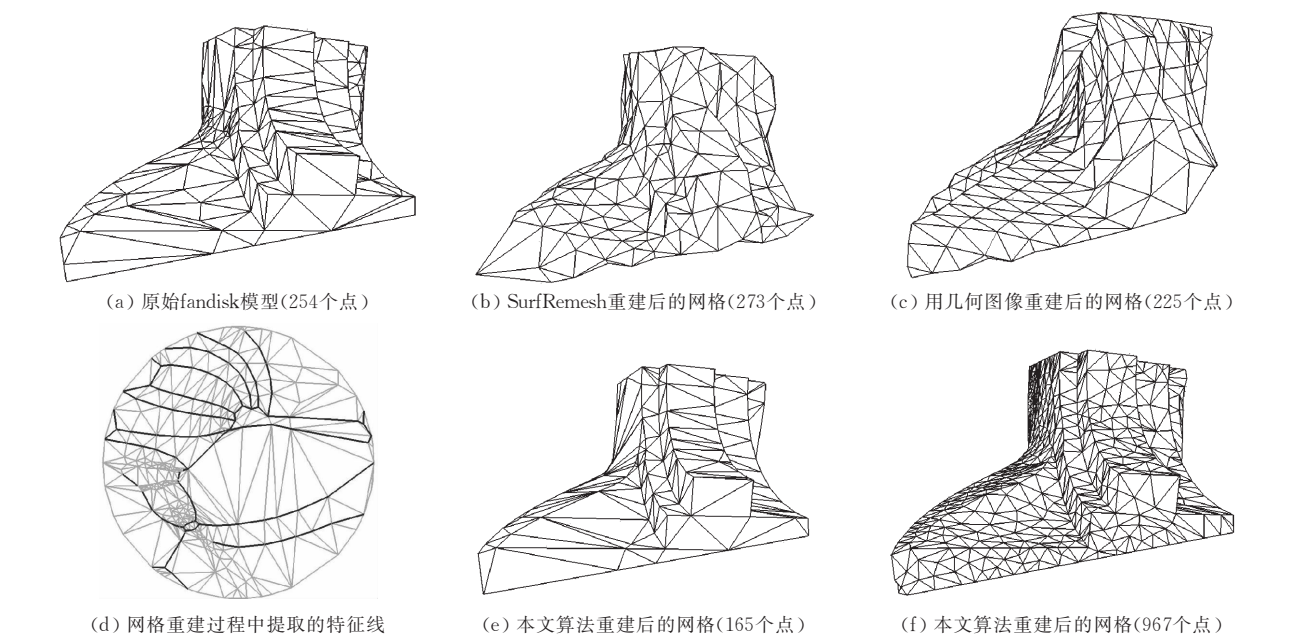 (a) 原始fandisk模型(254个点)
(b) SurfRemesh重建后的网格(273个点)
(c) 用几何图像重建后的网格(225个点)
(d) 网格重建过程中提取的特征线
(e) 本文算法重建后的网格(165个点)
(f) 本文算法重建后的网格(967个点)